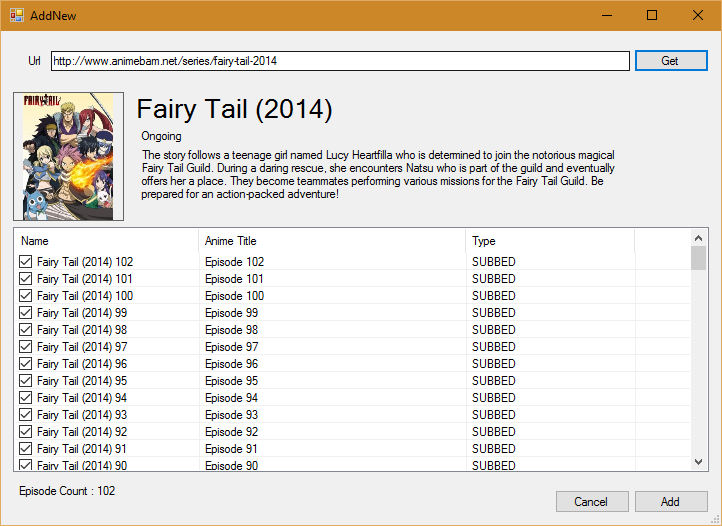 AddNew
Url http://www.animebam.net/series/fairy-tail-2014 Get
FAIRY TAIL
Fairy Tail (2014)
Ongoing
The story follows a teenage girl named Lucy Heartfilla who is determined to join the notorious magical
Fairy Tail Guild. During a daring rescue, she encounters Natsu who is part of the guild and eventually
offers her a place. They become teammates performing various missions for the Fairy Tail Guild. Be
prepared for an action-packed adventure!
Name Anime Title Type
Fairy Tail (2014) 102 Episode 102 SUBBED
Fairy Tail (2014) 101 Episode 101 SUBBED
Fairy Tail (2014) 100 Episode 100 SUBBED
Fairy Tail (2014) 99 Episode 99 SUBBED
Fairy Tail (2014) 98 Episode 98 SUBBED
Fairy Tail (2014) 97 Episode 97 SUBBED
Fairy Tail (2014) 96 Episode 96 SUBBED
Fairy Tail (2014) 95 Episode 95 SUBBED
Fairy Tail (2014) 94 Episode 94 SUBBED
Fairy Tail (2014) 93 Episode 93 SUBBED
Fairy Tail (2014) 92 Episode 92 SUBBED
Fairy Tail (2014) 91 Episode 91 SUBBED
Fairy Tail (2014) 90 Episode 90 SUBBED
Episode Count : 102
Cancel Add